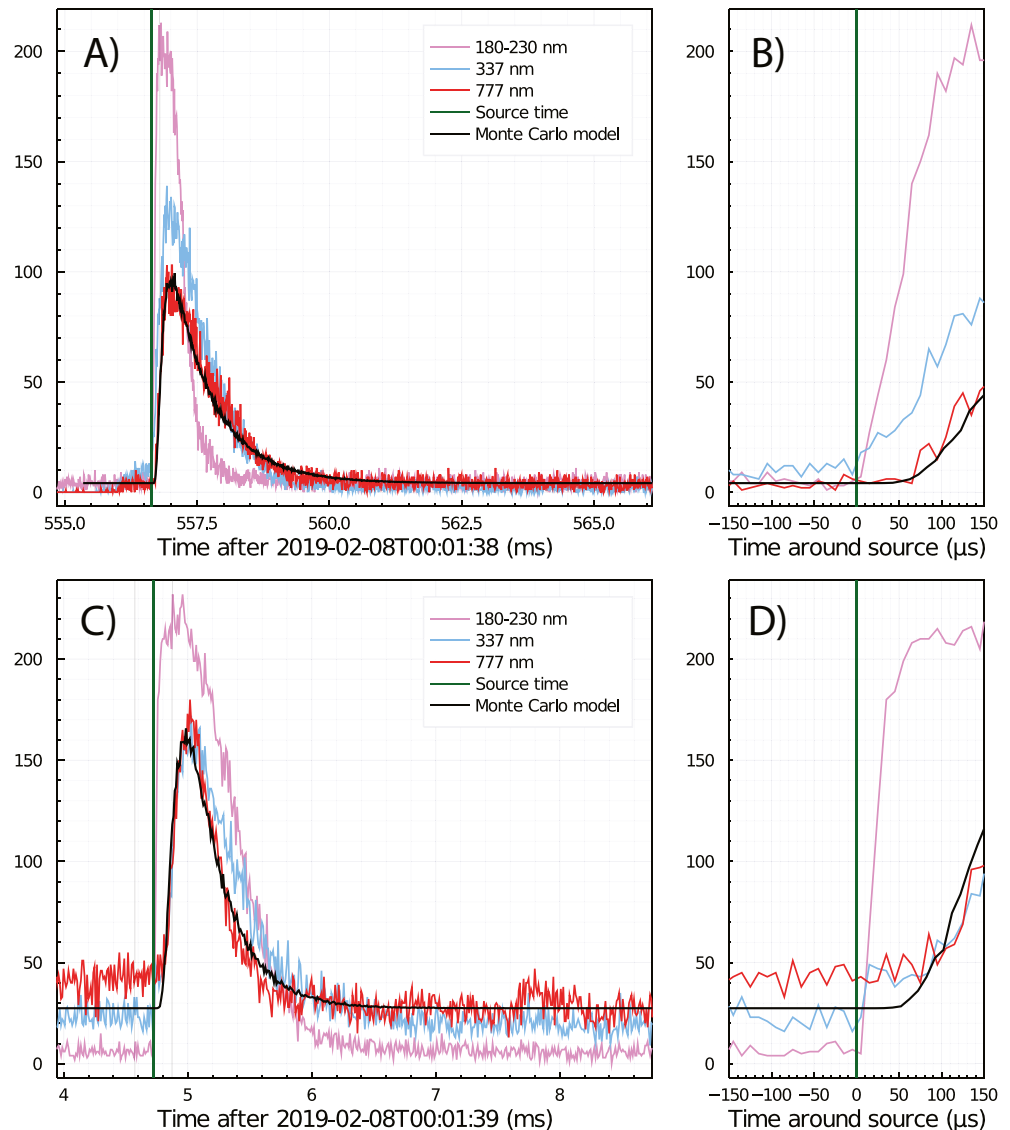 A)
200
150
100
50
0
180-230 nm
337 nm
777 nm
Source time
Monte Carlo model
555.0 557.5 560.0 562.5 565.0
Time after 2019-02-08T00:01:38 (ms)
B)
200
150
100
50
0
−150 −100 −50 0 50 100 150
Time around source (μs)
C)
200
150
100
50
0
180-230 nm
337 nm
777 nm
Source time
Monte Carlo model
4 5 6 7 8
Time after 2019-02-08T00:01:39 (ms)
D)
200
150
100
50
0
−150 −100 −50 0 50 100 150
Time around source (μs)